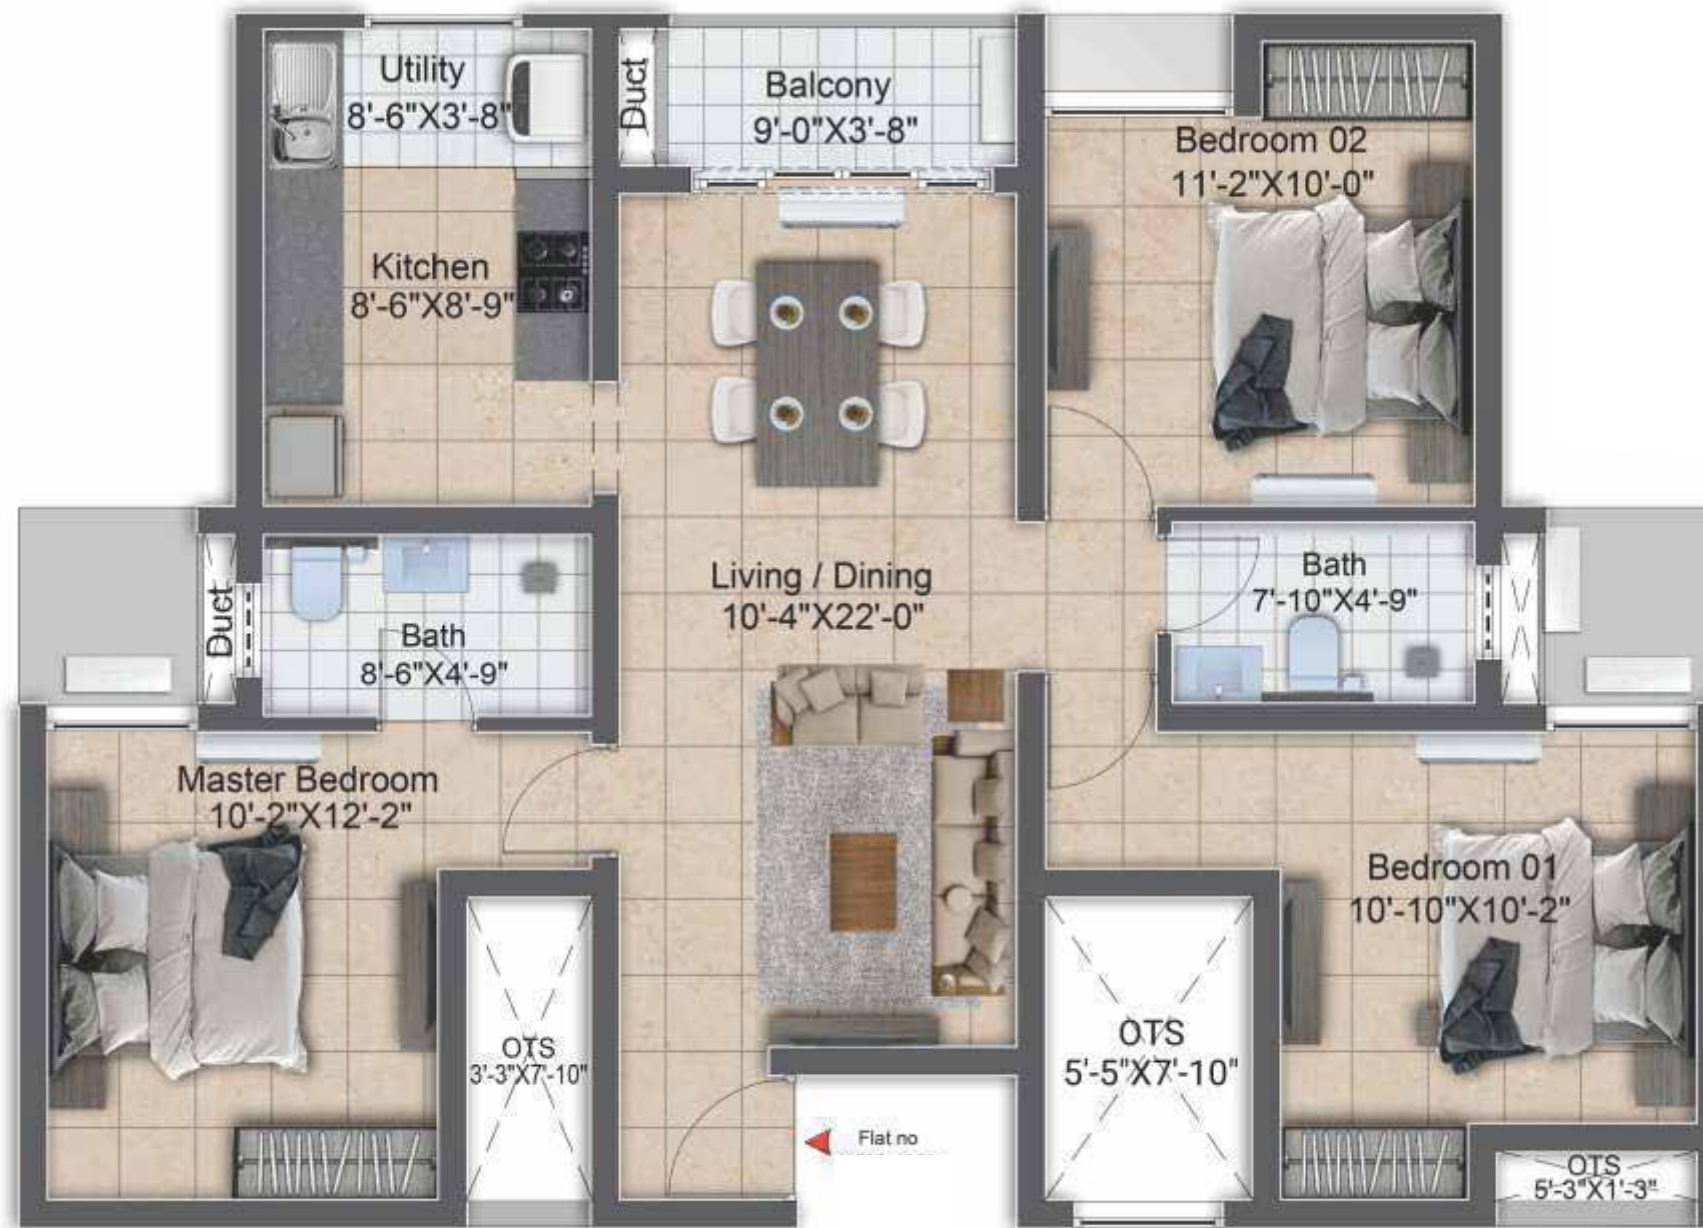 Utility
8'-6"X3'-8"
Duct
Balcony
9'-0"X3'-8"
Bedroom 02
11'-2"X10'-0"
Kitchen
8'-6"X8'-9"
Living / Dining
10'-4"X22'-0"
Bath
7'-10"X4'-9"
Duct
Bath
8'-6"X4'-9"
Master Bedroom
10'-2"X12'-2"
Bedroom 01
10'-10"X10'-2"
OTS
3'-3"X7'-10"
OTS
5'-5"X7'-10"
Flat no
OTS
5'-3"X1'-3"